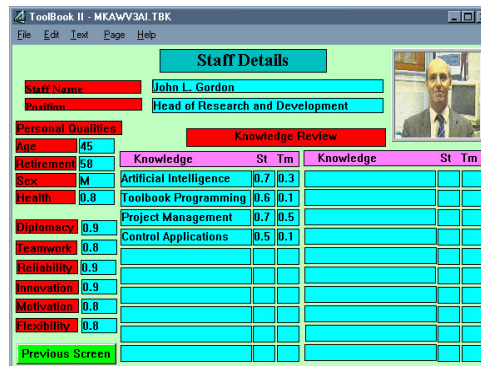 ToolBook II - MKAWV3AI.TBK
File Edit Text Page Help
Staff Details
Staff Name John L. Gordon
Position Head of Research and Development
Personal Qualities
Knowledge Review
Age 45
Retirement 58
Sex M
Health 0.8
Diplomacy 0.9
Teamwork 0.8
Reliability 0.9
Innovation 0.9
Motivation 0.8
Flexibility 0.8
Knowledge St Tm Knowledge St Tm
Artificial Intelligence 0.7 0.3
Toolbook Programming 0.6 0.1
Project Management 0.7 0.5
Control Applications 0.5 0.1
Previous Screen